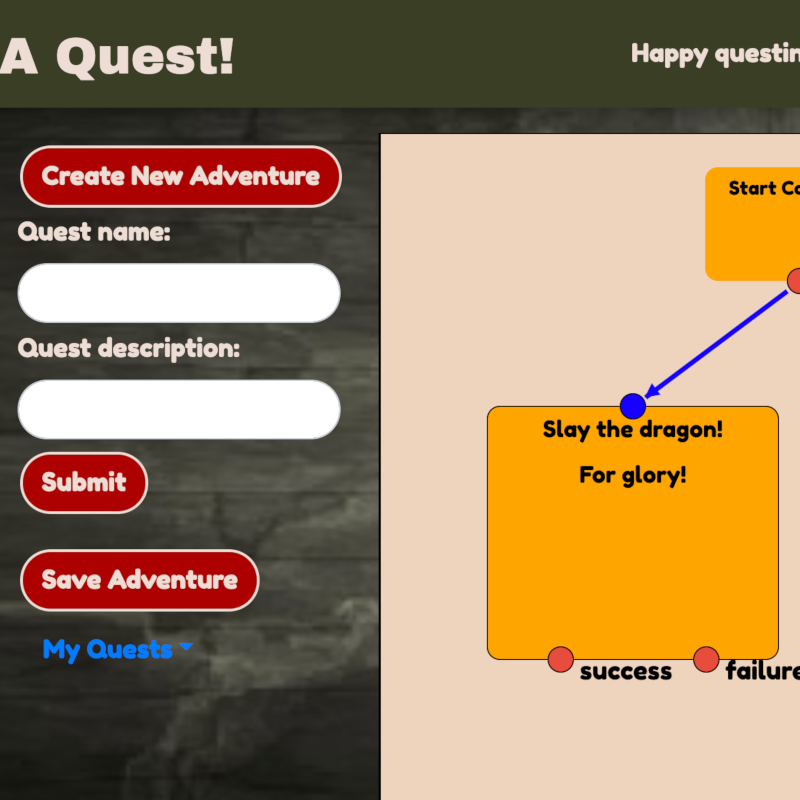 A Quest!
Happy questin
Create New Adventure
Quest name:
Quest description:
Submit
Save Adventure
My Quests
Start Co
Slay the dragon!
For glory!
success
failure